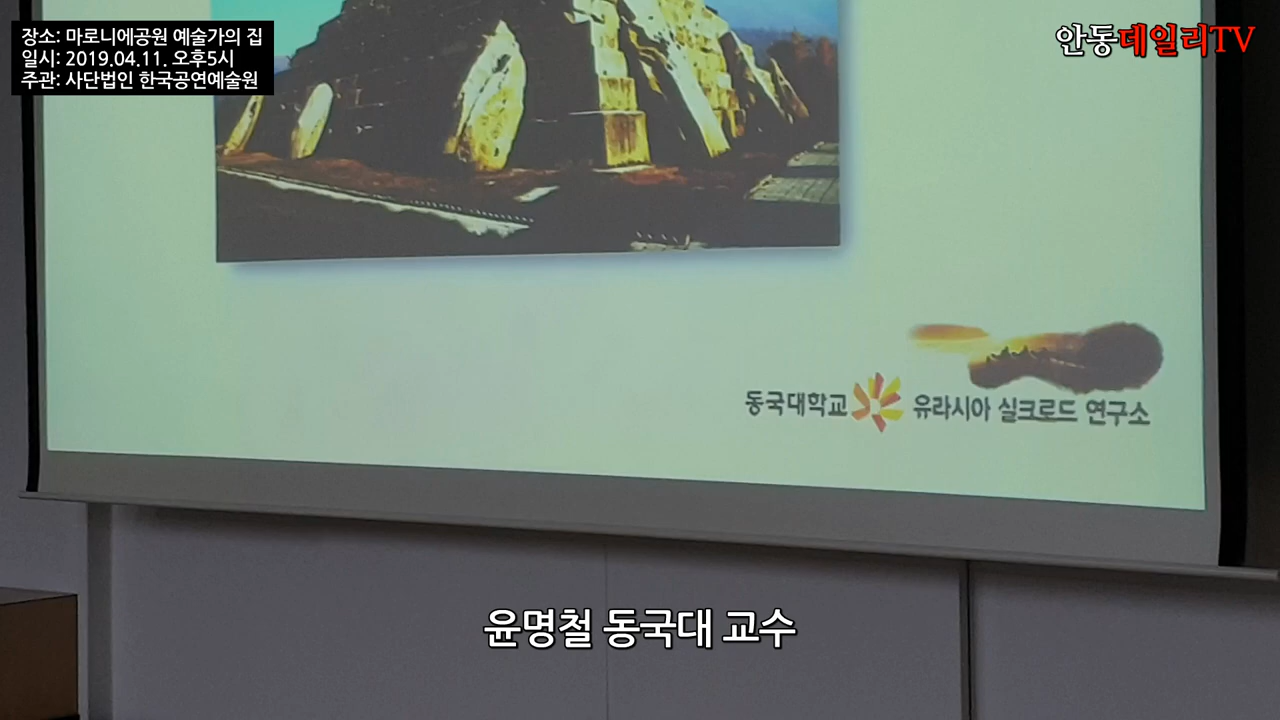 장소: 마로니에공원 예술가의 집
일시: 2019.04.11. 오후5시
주관: 사단법인 한국공연예술원
안동데일리TV
동국대학교 유라시아 실크로드 연구소
윤명철 동국대 교수